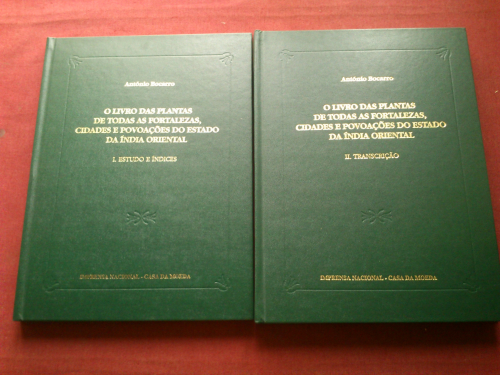 António Bocarro
O LIVRO DAS PLANTAS
DE TODAS AS FORTALEZAS,
CIDADES E POVOAÇÕES DO ESTADO
DA ÍNDIA ORIENTAL
I. ESTUDO E ÍNDICES
IMPRENSA NACIONAL - CASA DA MOEDA
António Bocarro
O LIVRO DAS PLANTAS
DE TODAS AS FORTALEZAS,
CIDADES E POVOAÇÕES DO ESTADO
DA ÍNDIA ORIENTAL
II. TRANSCRIÇÃO
IMPRENSA NACIONAL - CASA DA MOEDA